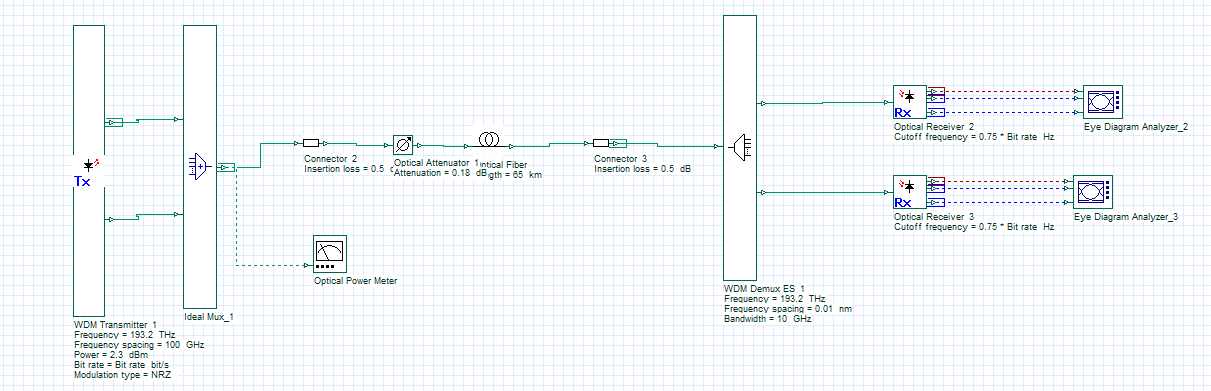 Tx
WDM Transmitter 1
Frequency = 193.2 THz
Frequency spacing = 100 GHz
Power = 2.3 dBm
Bit rate = Bit rate bit/s
Modulation type = NRZ
Ideal Mux_1
Optical Power Meter
Connector 2
Insertion loss = 0.5
Optical Attenuator 1
Attenuation = 0.18 dB
ntical Fiber
gth = 65 km
Connector 3
Insertion loss = 0.5 dB
WDM Demux ES 1
Frequency = 193.2 THz
Frequency spacing = 0.01 nm
Bandwidth = 10 GHz
Rx
Optical Receiver 2
Cutoff frequency = 0.75 * Bit rate Hz
Eye Diagram Analyzer_2
Rx
Optical Receiver 3
Cutoff frequency = 0.75 * Bit rate Hz
Eye Diagram Analyzer_3